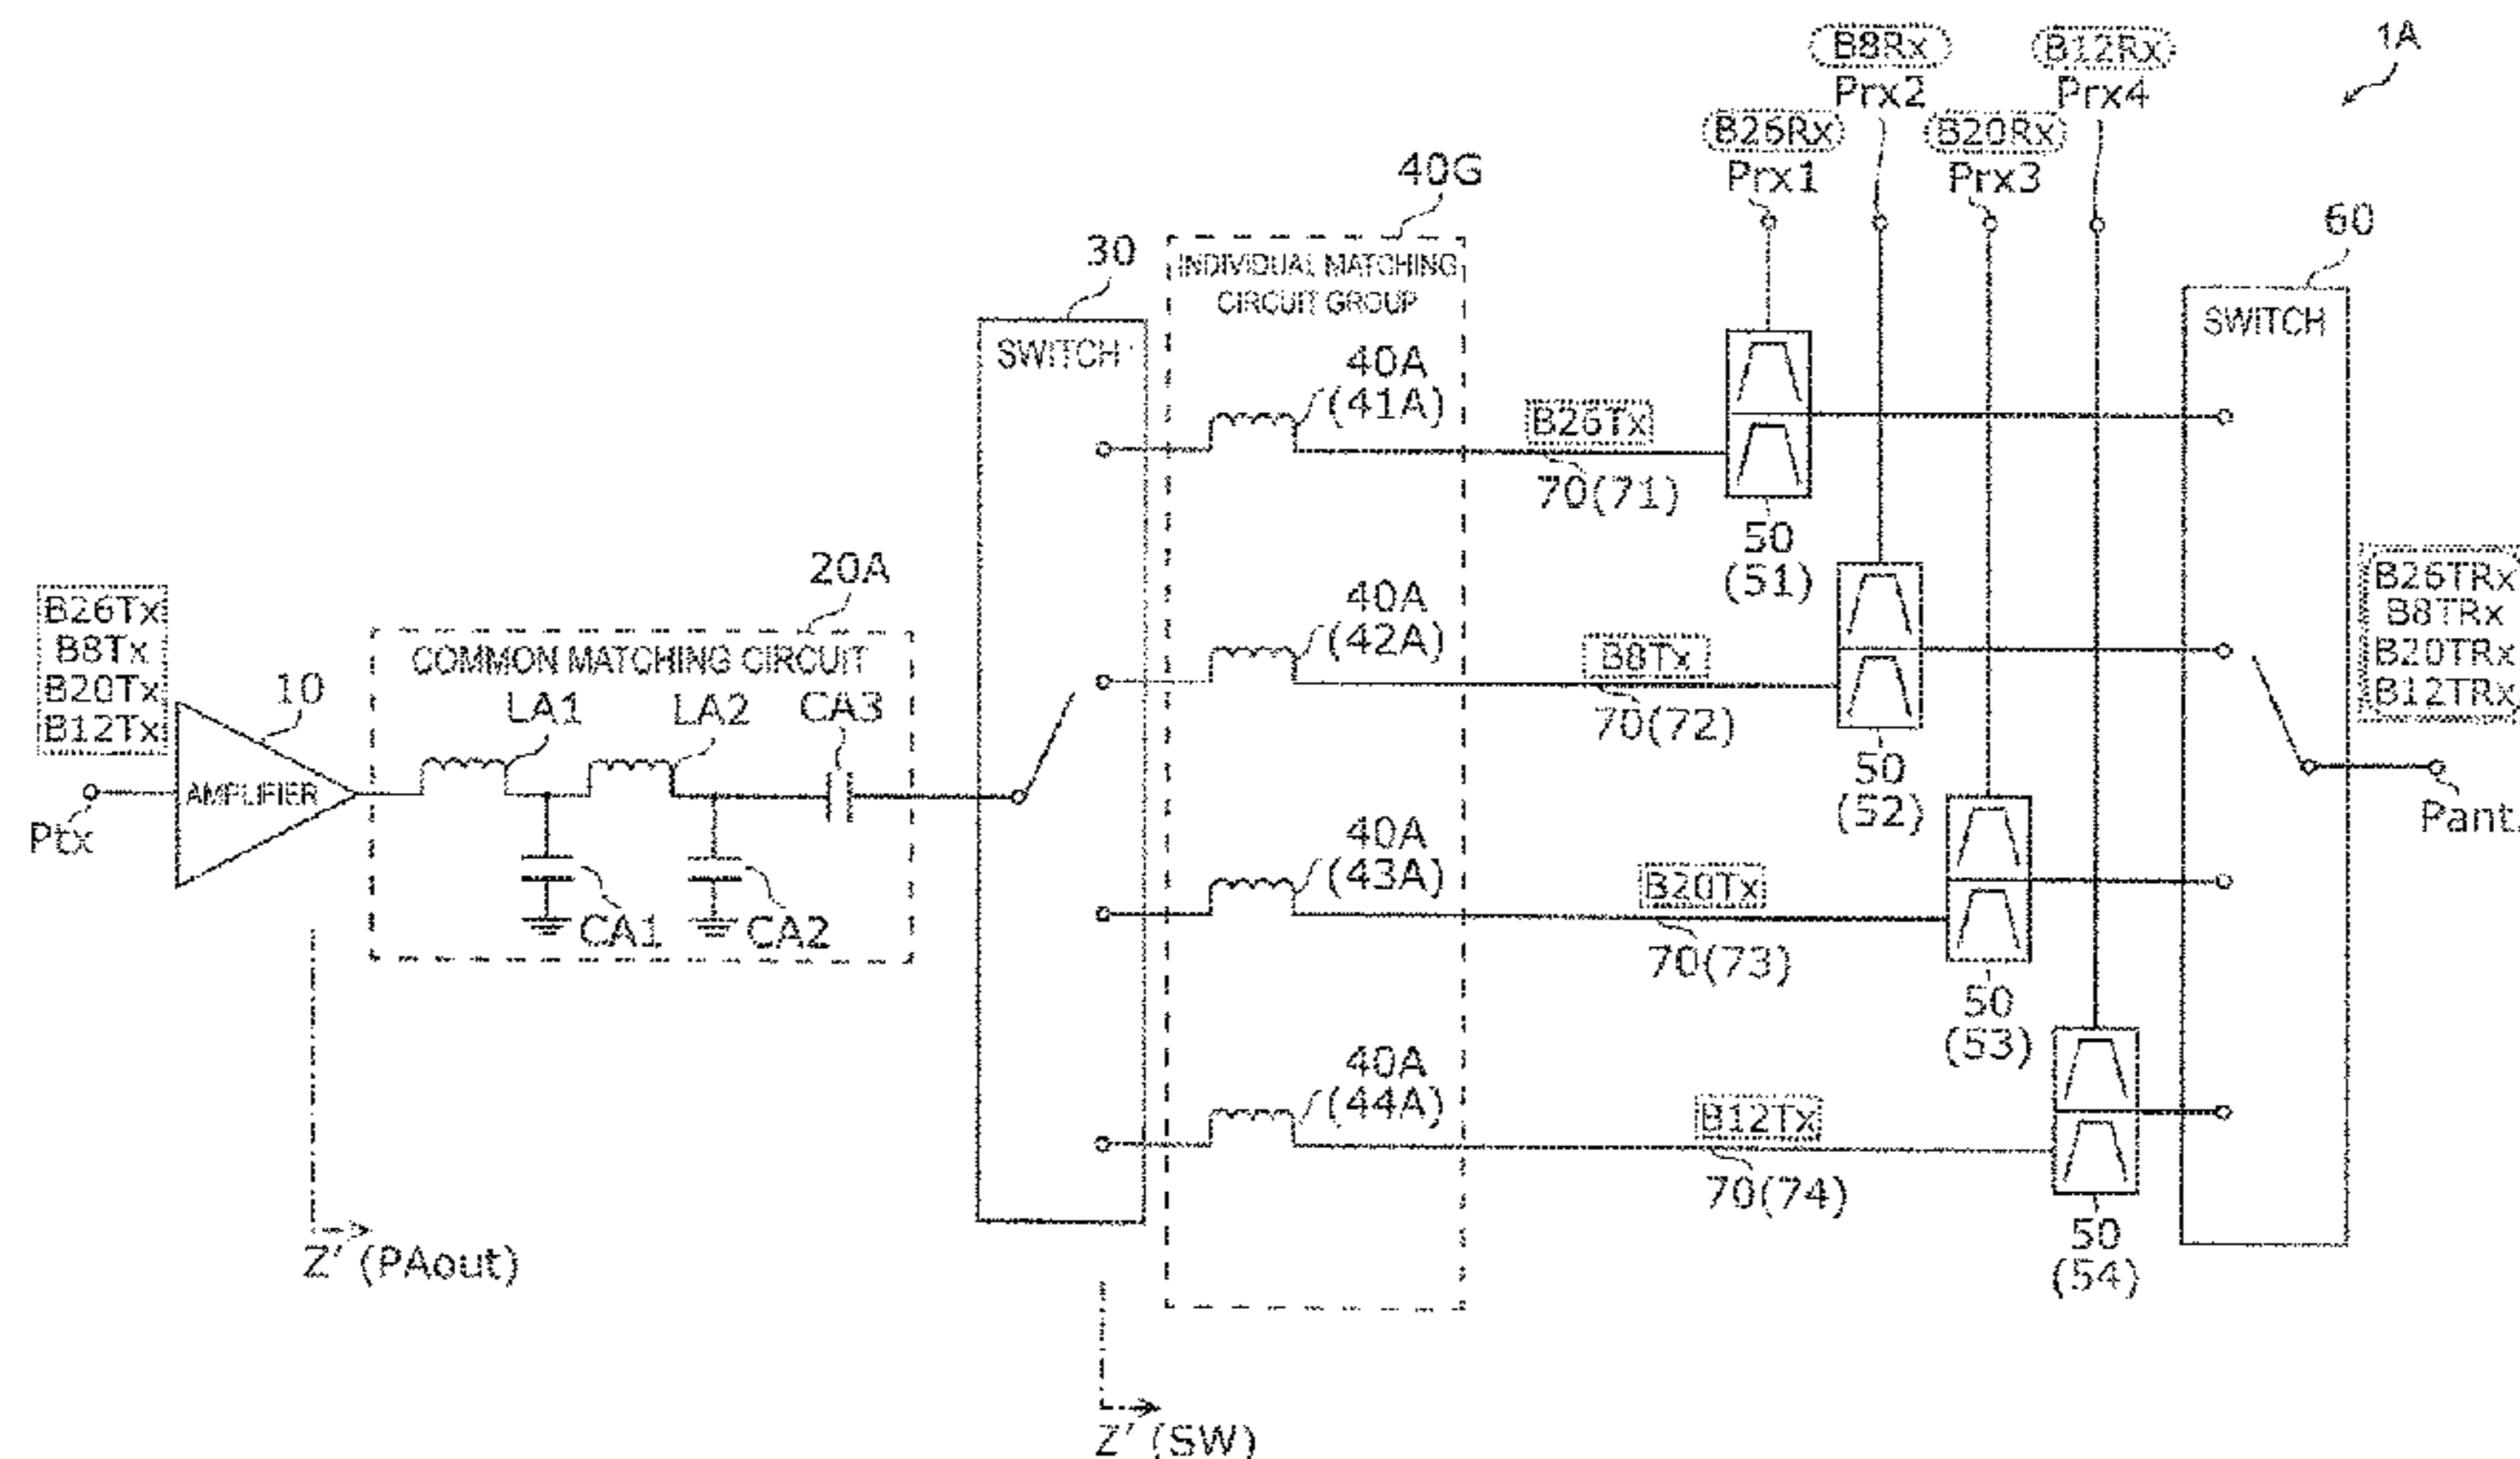 1A
B8Rx
B12Rx
Prx2
Prx4
B26Rx
B20Rx
Prx1
Prx3
40G
60
30
INDIVIDUAL MATCHING
CIRCUIT GROUP
SWITCH
SWITCH
40A
(41A)
B26Tx
70(71)
50
(51)
20A
B26Tx
B8Tx
B20Tx
B12Tx
10
AMPLIFIER
Ptx
COMMON MATCHING CIRCUIT
LA1
LA2
CA3
CA1
CA2
40A
(42A)
B8Tx
70(72)
50
(52)
B26TRx
B8TRx
B20TRx
B12TRx
Pant.
40A
(43A)
B20Tx
70(73)
50
(53)
40A
(44A)
B12Tx
70(74)
50
(54)
Z' (PAout)
Z' (SW)